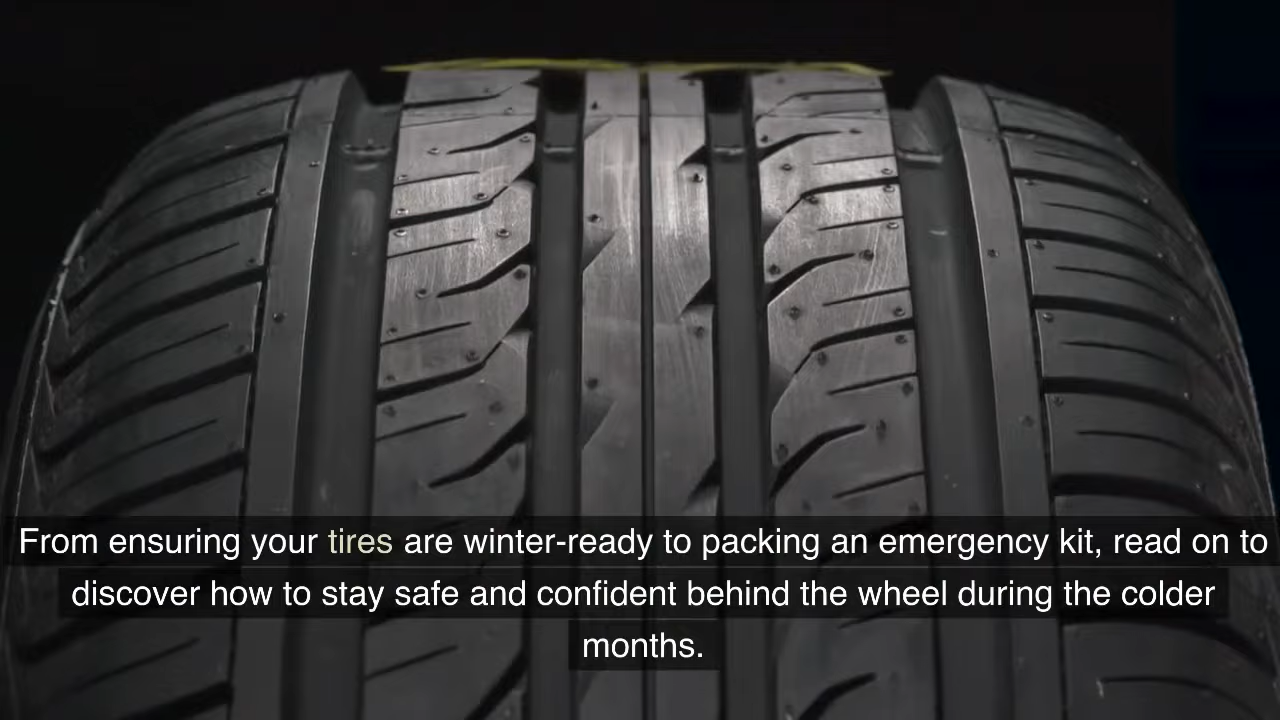 From ensuring your tires are winter-ready to packing an emergency kit, read on to
discover how to stay safe and confident behind the wheel during the colder
months.